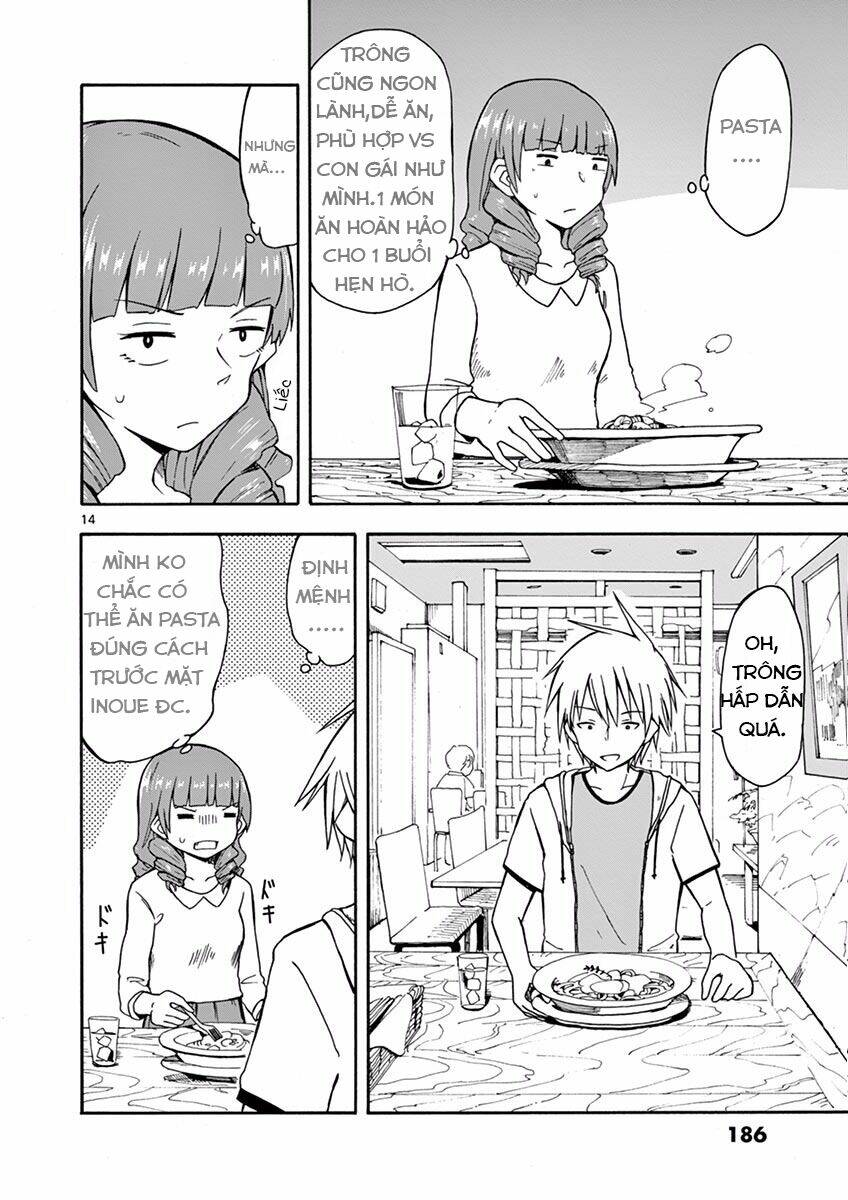 PASTA
....
TRÔNG
CŨNG NGON
LÀNH,DỄ ĂN,
PHÙ HỢP VS
CON GÁI NHƯ
MÌNH.1 MÓN
ĂN HOÀN HẢO
CHO 1 BUỔI
HẸN HÒ.
NHƯNG
MÀ...
Liếc
14
OH,
TRÔNG
HẤP DẪN
QUÁ.
ĐỊNH
MỆNH
.....
MÌNH KO
CHẮC CÓ
THỂ ĂN PASTA
ĐÚNG CÁCH
TRƯỚC MẶT
INOUE ĐC.
ドキ
ドキ
186